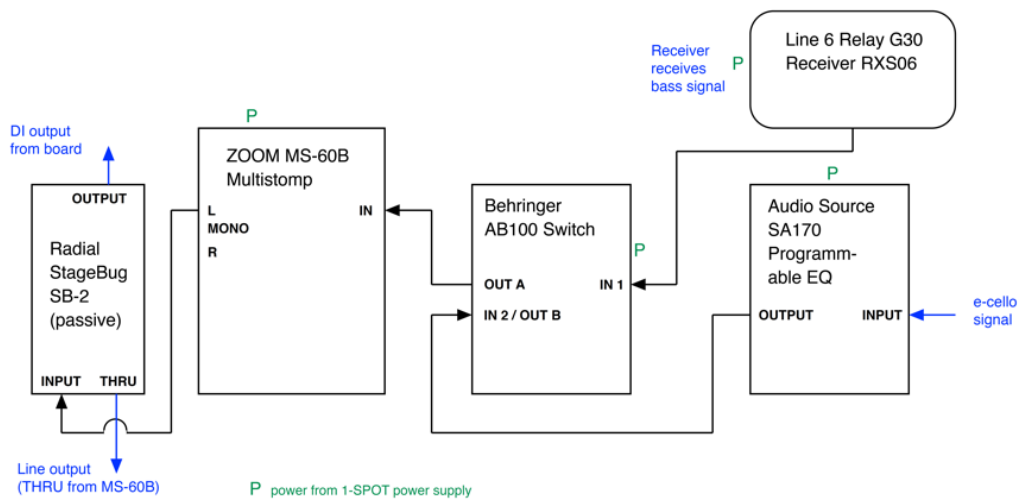 Line 6 Relay G30
Receiver RXS06
Receiver
receives
bass signal
P
P
ZOOM MS-60B
Multistomp
L
MONO
R
IN
DI output
from board
OUTPUT
Radial
StageBug
SB-2
(passive)
INPUT
THRU
Behringer
AB100 Switch
P
OUT A
IN 1
IN 2 / OUT B
P
Audio Source
SA170
Programm-
able EQ
OUTPUT
INPUT
e-cello
signal
Line output
(THRU from MS-60B)
P power from 1-SPOT power supply